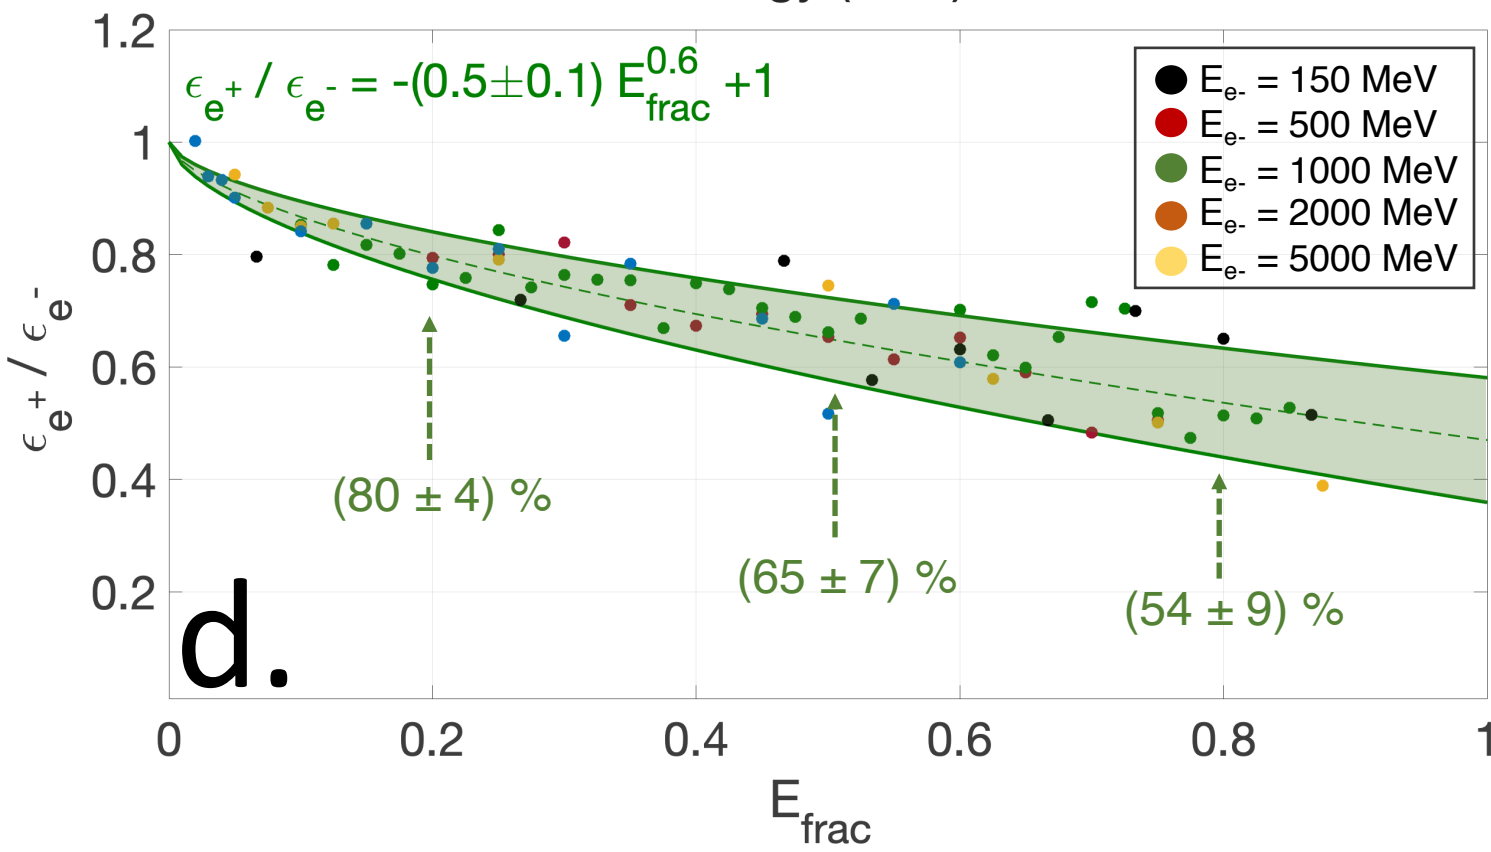 ϵe+ / ϵe- = -(0.5±0.1) E0.6frac +1
Ee- = 150 MeV
Ee- = 500 MeV
Ee- = 1000 MeV
Ee- = 2000 MeV
Ee- = 5000 MeV
1.2
1
0.8
0.6
0.4
0.2
ϵe+ / ϵe-
(80 ± 4) %
(65 ± 7) %
(54 ± 9) %
d.
0 0.2 0.4 0.6 0.8 1
Efrac